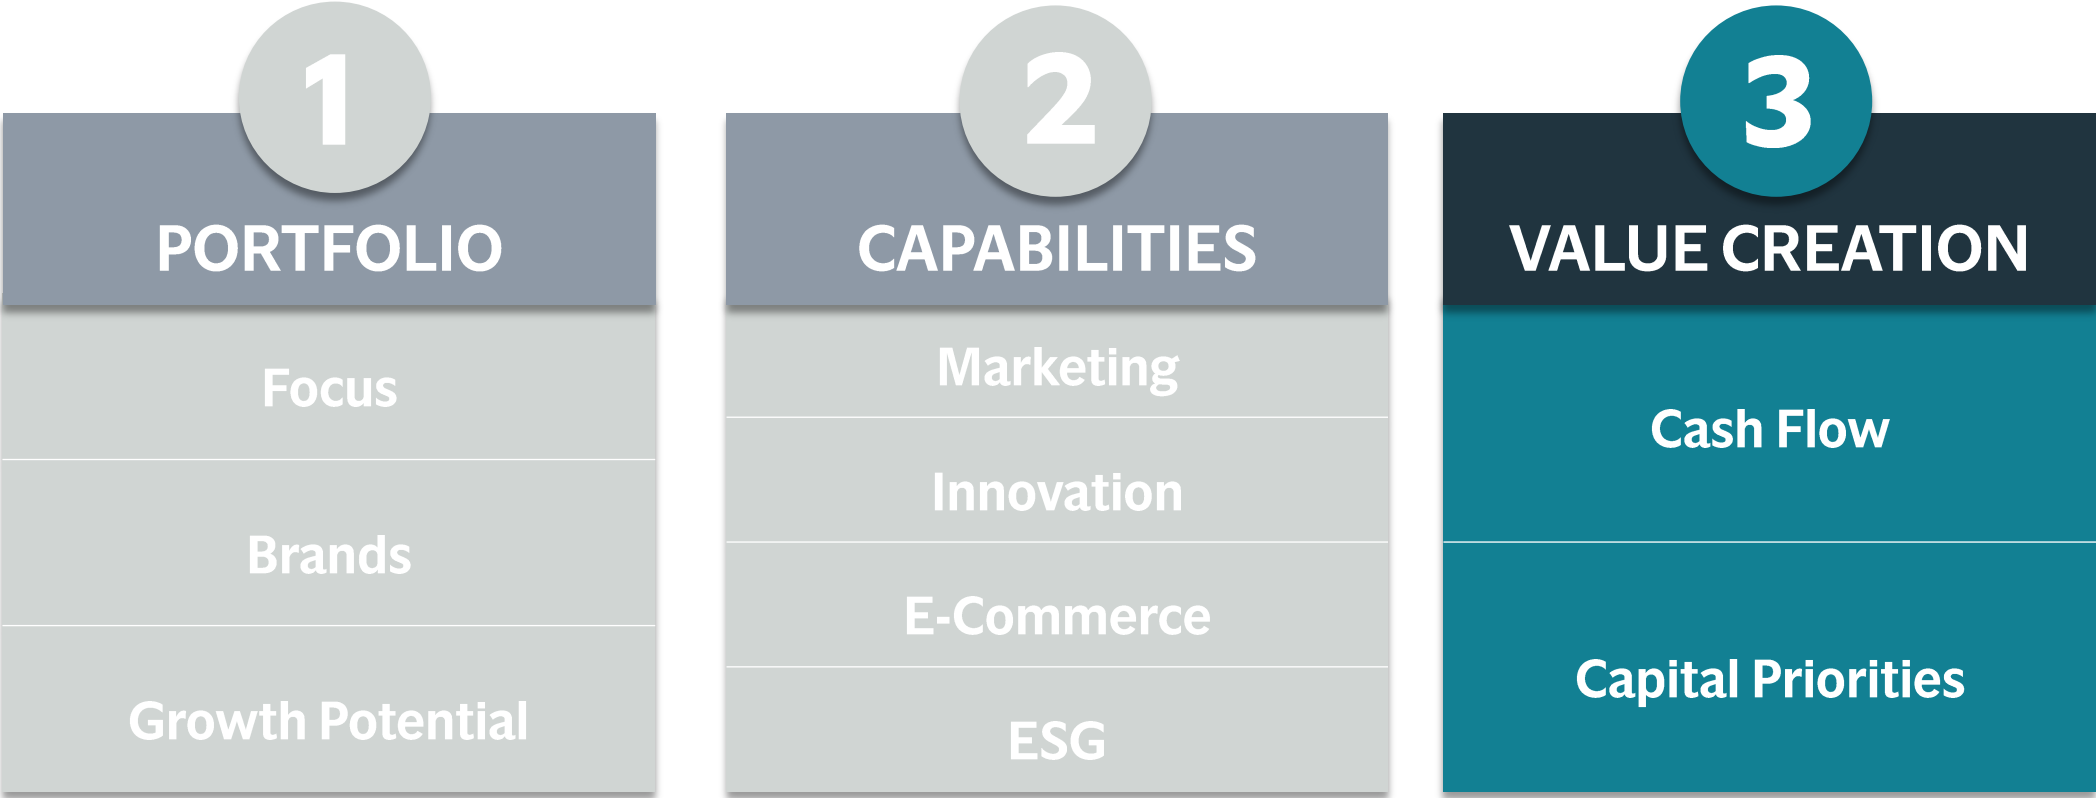 1
PORTFOLIO
Focus
Brands
Growth Potential
2
CAPABILITIES
Marketing
Innovation
E-Commerce
ESG
3
VALUE CREATION
Cash Flow
Capital Priorities